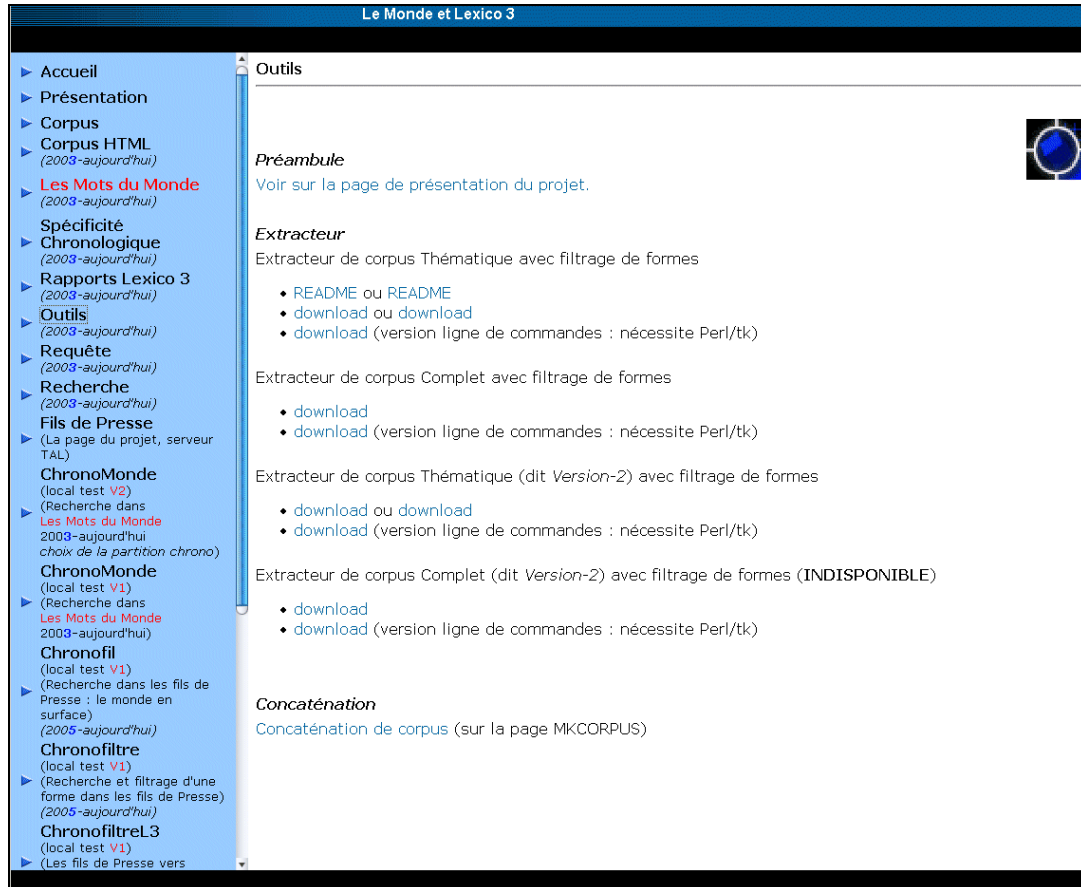 Le Monde et Lexico 3
Accueil
Présentation
Corpus
Corpus HTML
(2003-aujourd'hui)
Les Mots du Monde
(2003-aujourd'hui)
Spécificité
Chronologique
(2003-aujourd'hui)
Rapports Lexico 3
(2003-aujourd'hui)
Outils
(2003-aujourd'hui)
Requête
(2003-aujourd'hui)
Recherche
(2003-aujourd'hui)
Fils de Presse
(La page du projet, serveur
TAL)
ChronoMonde
(local test V2)
(Recherche dans
Les Mots du Monde
2003-aujourd'hui
choix de la partition chrono)
ChronoMonde
(local test V1)
(Recherche dans
Les Mots du Monde
2003-aujourd'hui)
Chronofil
(local test V1)
(Recherche dans les fils de
Presse : le monde en
surface)
(2005-aujourd'hui)
Chronofiltre
(local test V1)
(Recherche et filtrage d'une
forme dans les fils de Presse)
(2005-aujourd'hui)
ChronofiltreL3
(local test V1)
(Les fils de Presse vers
Outils
Préambule
Voir sur la page de présentation du projet.
Extracteur
Extracteur de corpus Thématique avec filtrage de formes
README ou README
download ou download
download (version ligne de commandes : nécessite Perl/tk)
Extracteur de corpus Complet avec filtrage de formes
download
download (version ligne de commandes : nécessite Perl/tk)
Extracteur de corpus Thématique (dit Version-2) avec filtrage de formes
download ou download
download (version ligne de commandes : nécessite Perl/tk)
Extracteur de corpus Complet (dit Version-2) avec filtrage de formes (INDISPONIBLE)
download
download (version ligne de commandes : nécessite Perl/tk)
Concaténation
Concaténation de corpus (sur la page MKCORPUS)